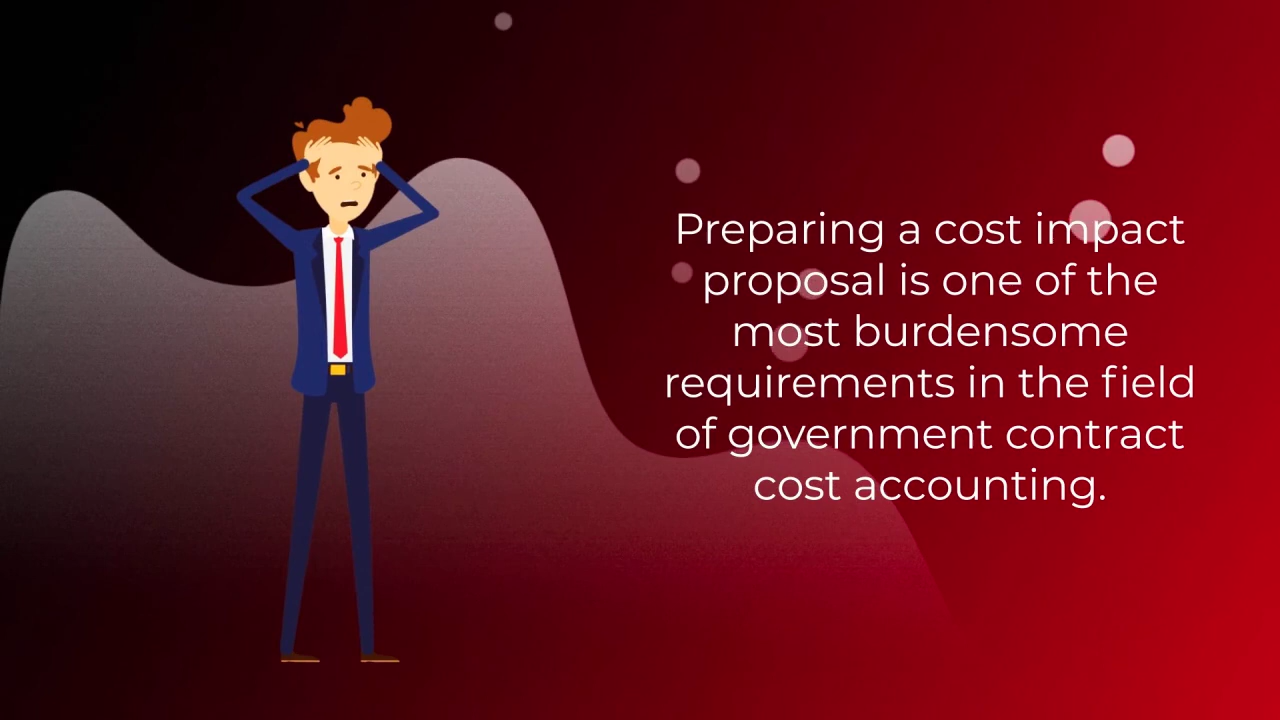 Preparing a cost impact
proposal is one of the
most burdensome
requirements in the field
of government contract
cost accounting.